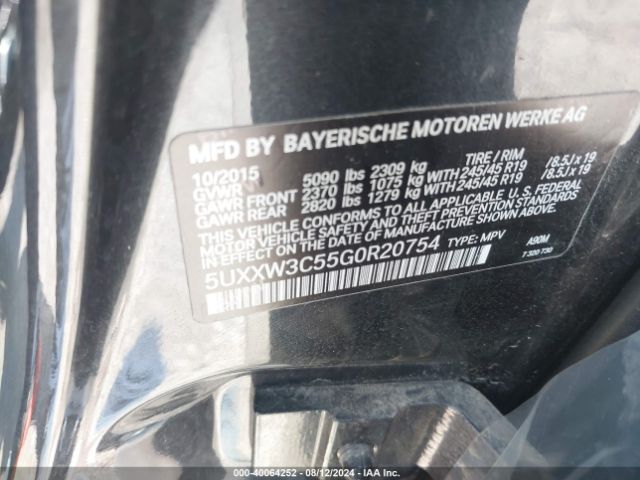 MFD BY BAYERISCHE MOTOREN WERKE AG
10/2015 5090 lbs 2309 kg TIRE / RIM
GVWR
GAWR FRONT 2370 lbs 1075 kg WITH 245/45 R19 /8.5J x 19
GAWR REAR 2820 lbs 1279 kg WITH 245/45 R19 /8.5J x 19
THIS VEHICLE CONFORMS TO ALL APPLICABLE U.S. FEDERAL
MOTOR VEHICLE SAFETY AND THEFT PREVENTION STANDARDS
IN EFFECT ON THE DATE OF MANUFACTURE SHOWN ABOVE.
5UXXW3C55G0R20754 TYPE: MPV A90M
7 320 730
000-40064252 - 08/12/2024 - IAA Inc.